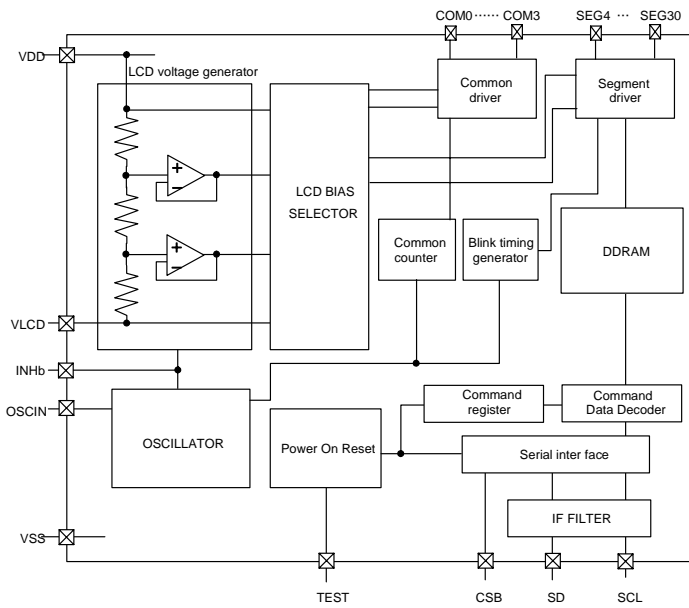 COM0 ······ COM3 SEG4 ··· SEG30
VDD
LCD voltage generator
Common
driver
Segment
driver
LCD BIAS
SELECTOR
Common
counter
Blink timing
generator
DDRAM
VLCD
INHb
OSCIN
OSCILLATOR
Command
register
Command
Data Decoder
Power On Reset
Serial inter face
IF FILTER
VSS
TEST CSB SD SCL